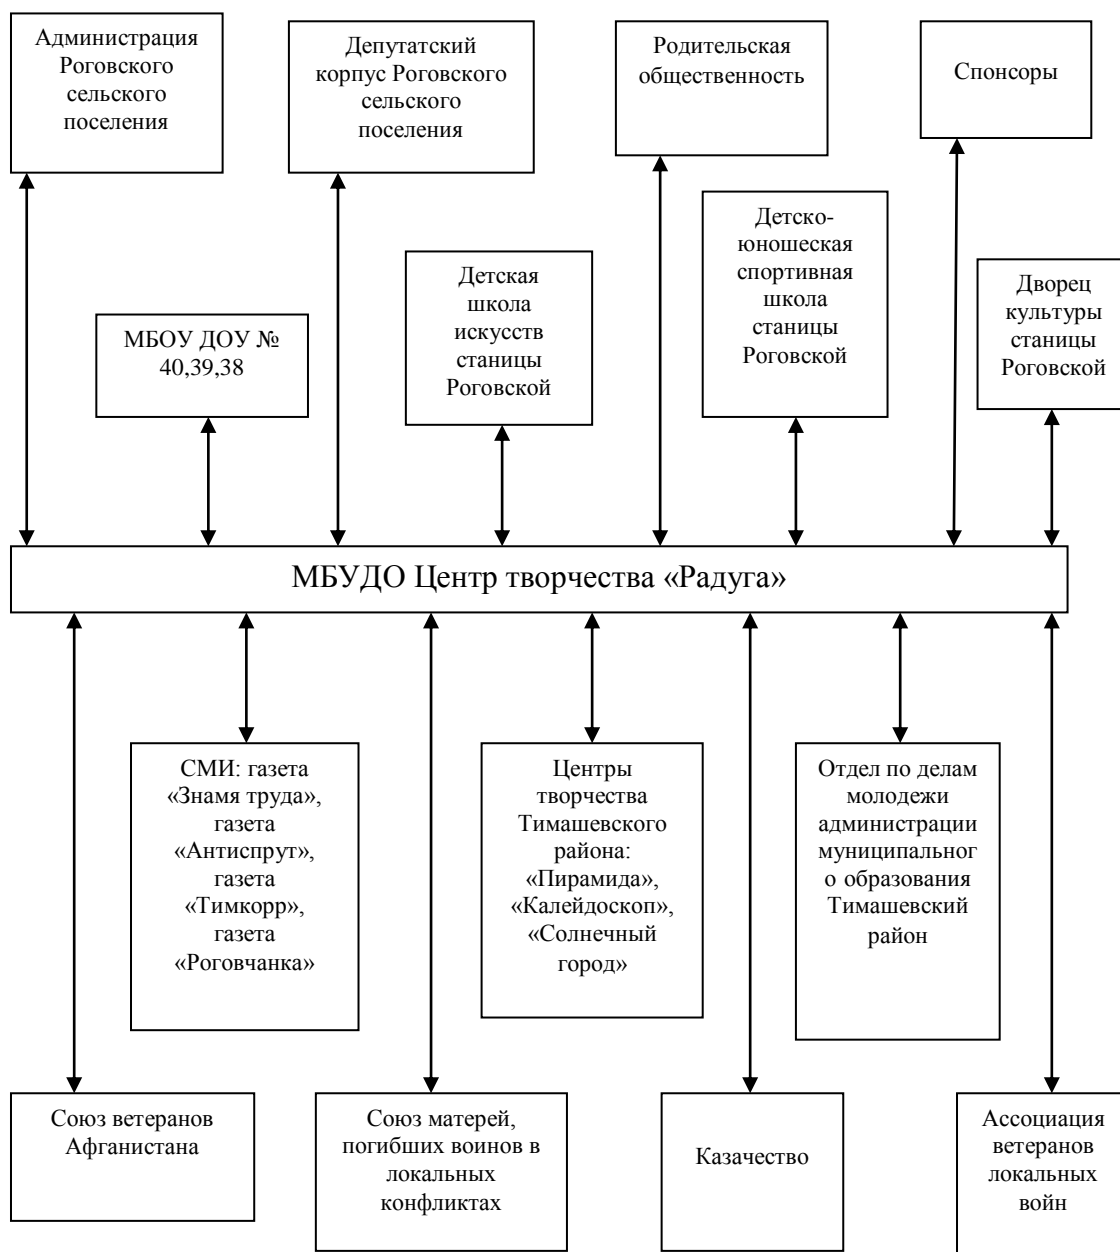 Администрация
Роговского
сельского
поселения
Депутатский
корпус Роговского
сельского
поселения
Родительская
общественность
Спонсоры
МБОУ ДОУ №
40,39,38
Детская
школа
искусств
станицы
Роговской
Детско-
юношеская
спортивная
школа
станицы
Роговской
Дворец
культуры
станицы
Роговской
МБУДО Центр творчества «Радуга»
СМИ: газета
«Знамя труда»,
газета
«Антиспрут»,
газета
«Тимкорр»,
газета
«Роговчанка»
Центры
творчества
Тимашевского
района:
«Пирамида»,
«Калейдоскоп»,
«Солнечный
город»
Отдел по делам
молодежи
администрации
муниципальног
о образования
Тимашевский
район
Союз ветеранов
Афганистана
Союз матерей,
погибших воинов в
локальных
конфликтах
Казачество
Ассоциация
ветеранов
локальных
войн